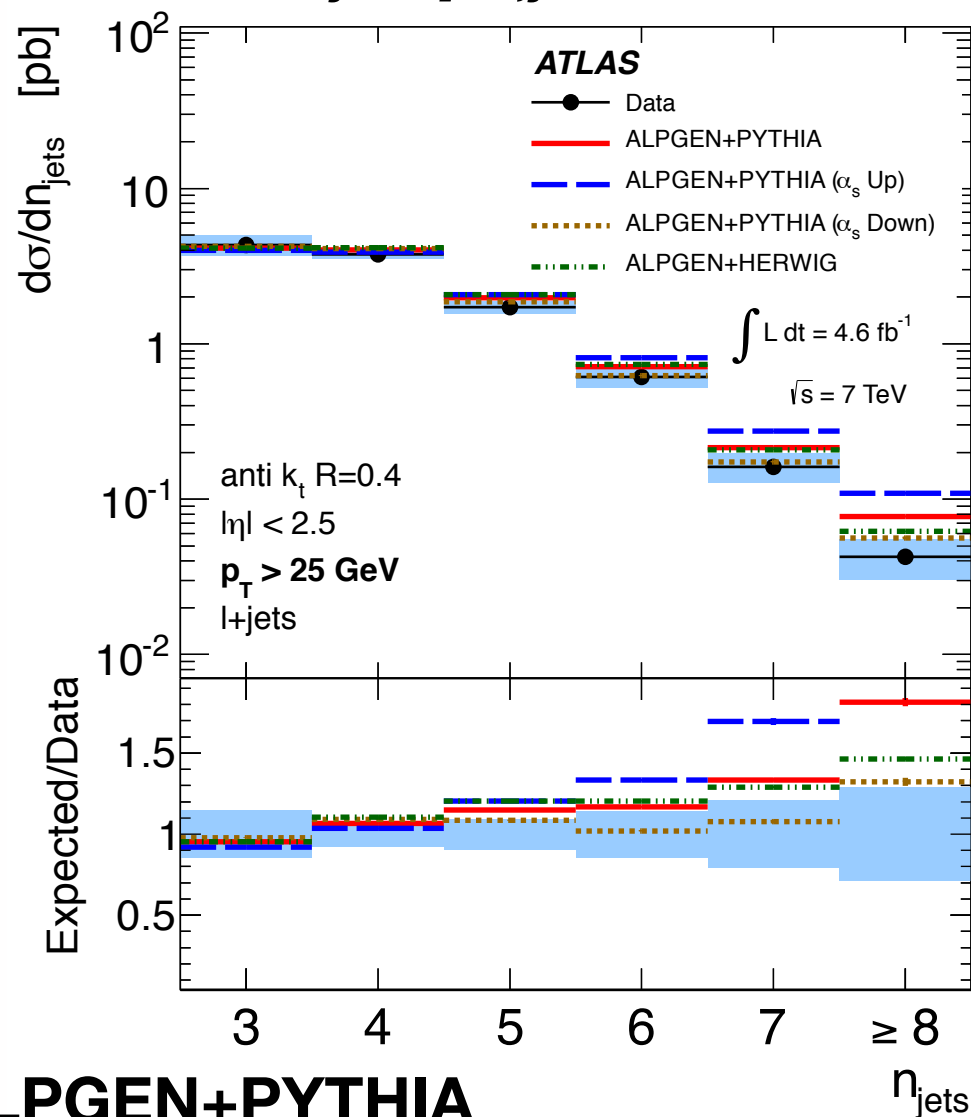 dσ/dn_jets [pb]
10²
10
1
10⁻¹
10⁻²
ATLAS
Data
ALPGEN+PYTHIA
ALPGEN+PYTHIA (α_s Up)
ALPGEN+PYTHIA (α_s Down)
ALPGEN+HERWIG
∫ L dt = 4.6 fb⁻¹
√s = 7 TeV
anti k_t R=0.4
|η| < 2.5
p_T > 25 GeV
l+jets
Expected/Data
1.5
1
0.5
3 4 5 6 7 ≥ 8
n_jets
PGEN+PYTHIA